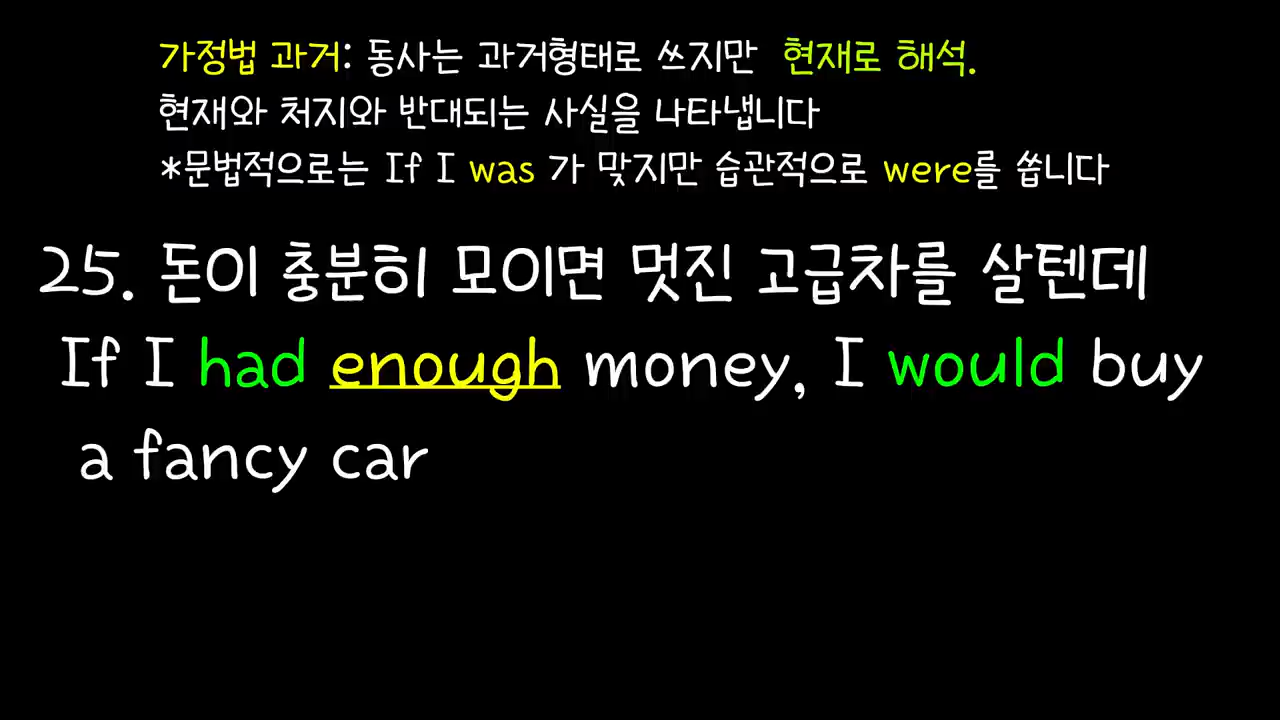 가정법 과거: 동사는 과거형태로 쓰지만 현재로 해석.
현재와 처지와 반대되는 사실을 나타냅니다
*문법적으로는 If I was 가 맞지만 습관적으로 were를 씁니다
25. 돈이 충분히 모이면 멋진 고급차를 살텐데
If I had enough money, I would buy
a fancy car